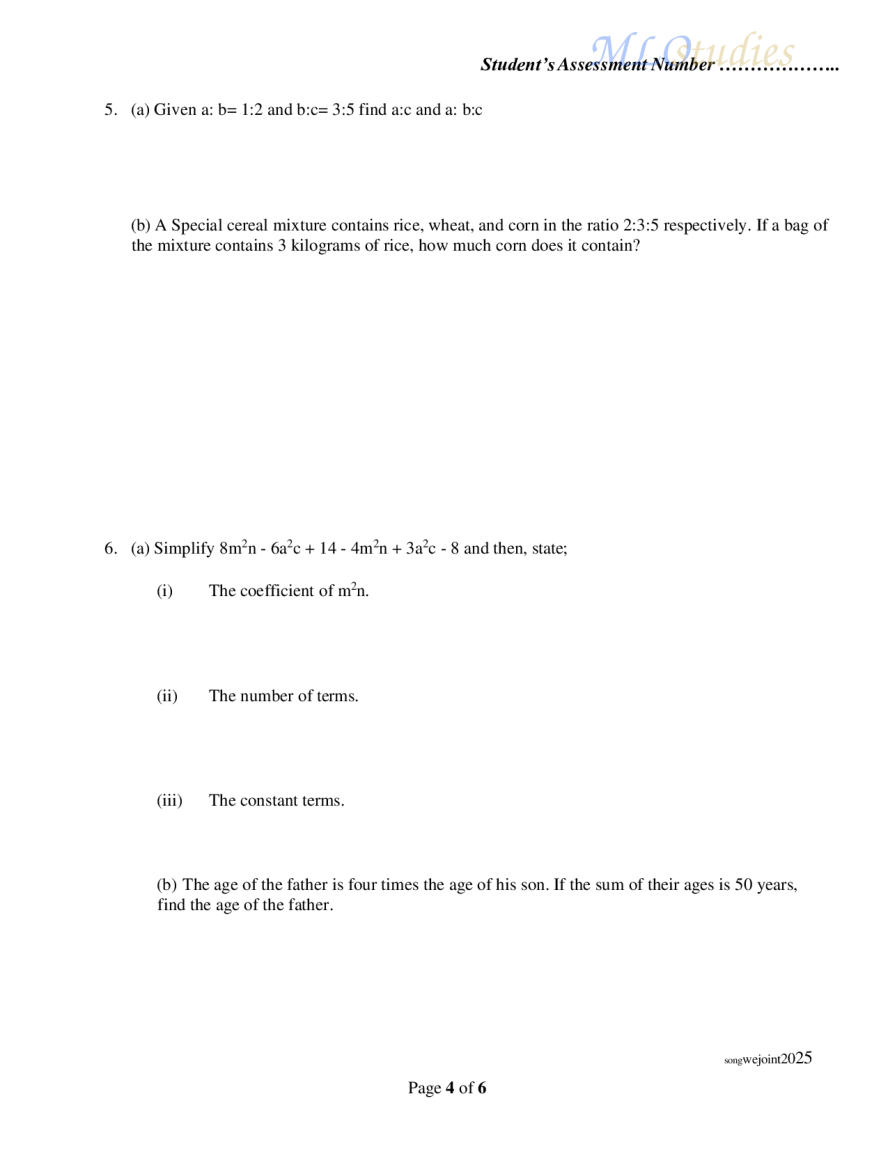 ML Studies
Student's Assessment Number ………………..
5. (a) Given a: b= 1:2 and b:c= 3:5 find a:c and a: b:c
(b) A Special cereal mixture contains rice, wheat, and corn in the ratio 2:3:5 respectively. If a bag of
the mixture contains 3 kilograms of rice, how much corn does it contain?
6. (a) Simplify 8m²n - 6a²c + 14 - 4m²n + 3a²c - 8 and then, state;
(i) The coefficient of m²n.
(ii) The number of terms.
(iii) The constant terms.
(b) The age of the father is four times the age of his son. If the sum of their ages is 50 years,
find the age of the father.
songwejoint2025
Page 4 of 6